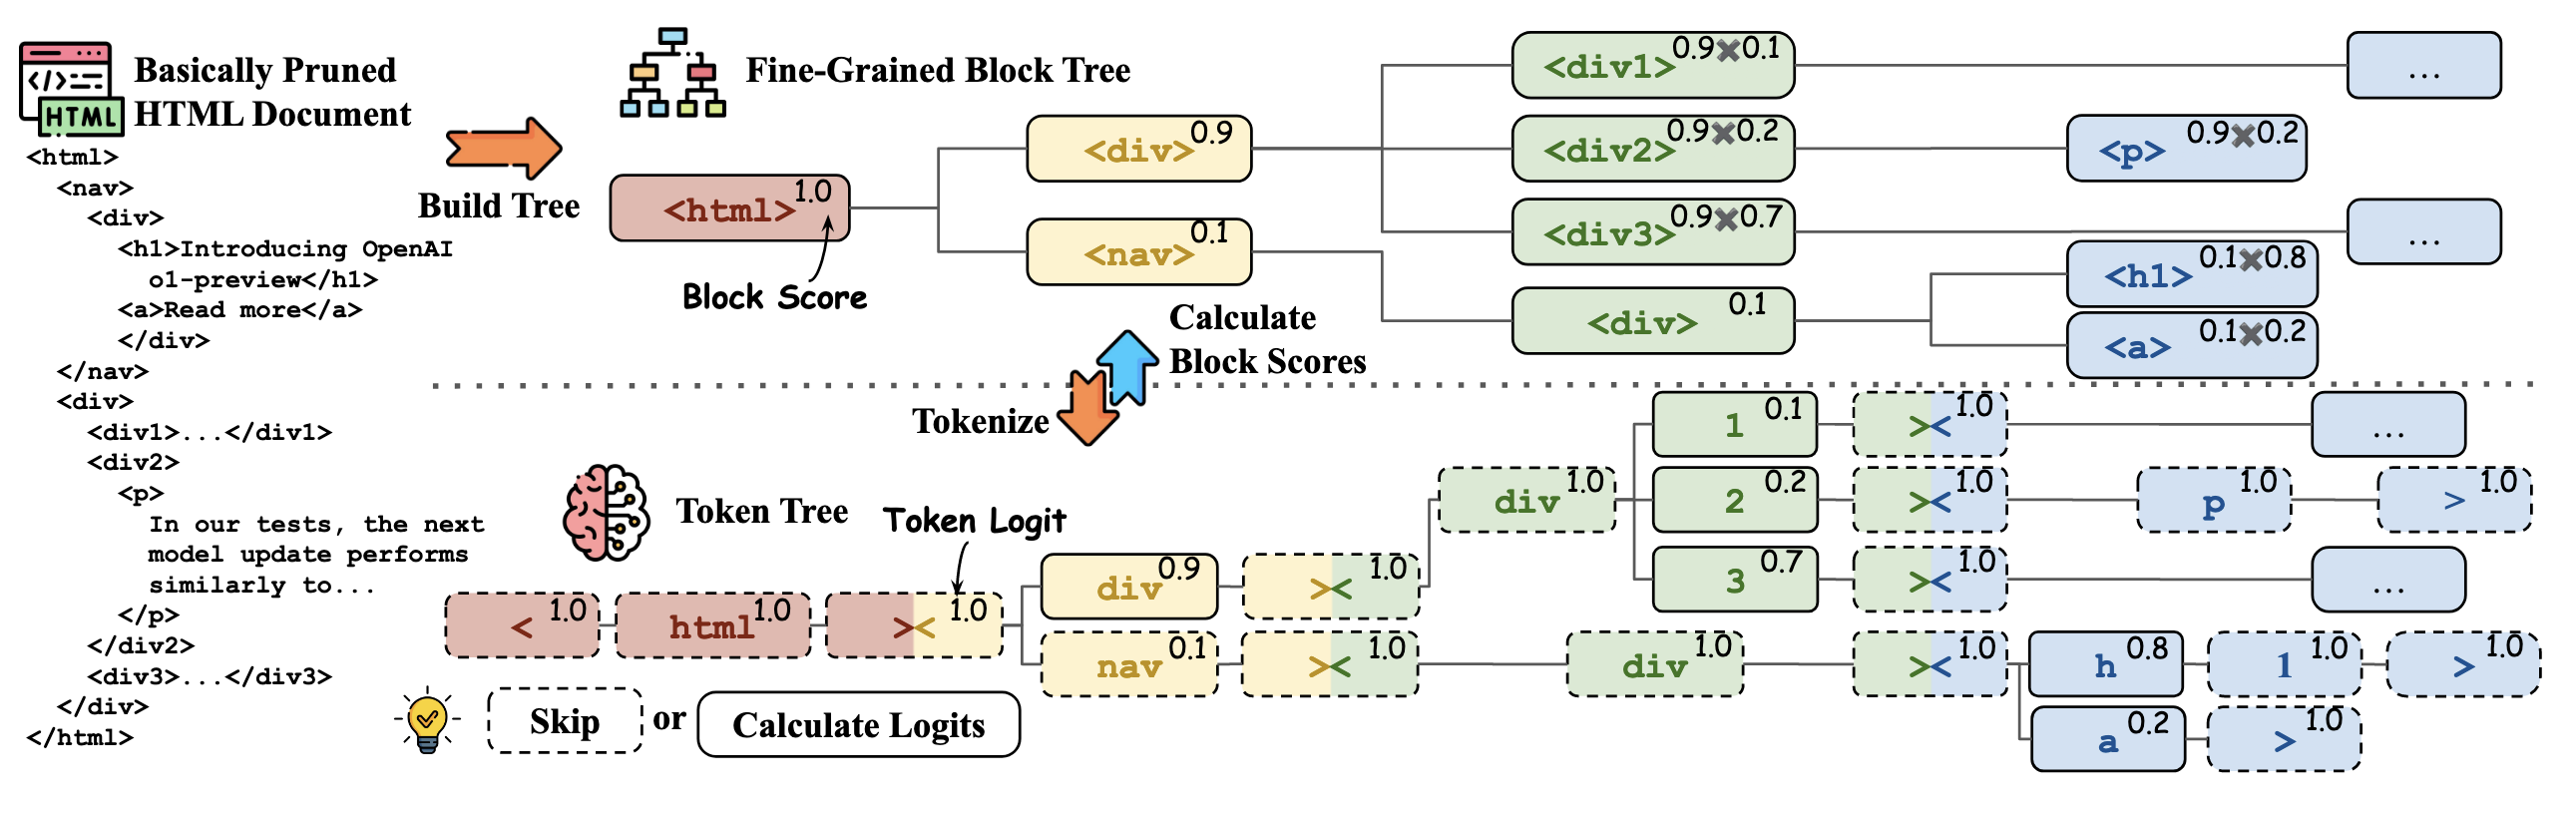 Basically Pruned
HTML Document
</>
HTML
<html>
<nav>
<div>
<h1>Introducing OpenAI
o1-preview</h1>
<a>Read more</a>
</div>
</nav>
<div>
<div1>...</div1>
<div2>
<p>
In our tests, the next
model update performs
similarly to...
</p>
</div2>
<div3>...</div3>
</div>
</html>
Build Tree
Fine-Grained Block Tree
<html> 1.0
Block Score
<div> 0.9
<nav> 0.1
<div1> 0.9✖0.1
...
<div2> 0.9✖0.2
<p> 0.9✖0.2
<div3> 0.9✖0.7
...
<div> 0.1
<h1> 0.1✖0.8
<a> 0.1✖0.2
Calculate
Block Scores
Tokenize
Token Tree
Token Logit
< 1.0
html 1.0
>< 1.0
div 0.9
>< 1.0
nav 0.1
>< 1.0
div 1.0
1 0.1
>< 1.0
...
2 0.2
>< 1.0
p 1.0
> 1.0
3 0.7
>< 1.0
...
div 1.0
>< 1.0
h 0.8
1 1.0
> 1.0
a 0.2
> 1.0
Skip or Calculate Logits